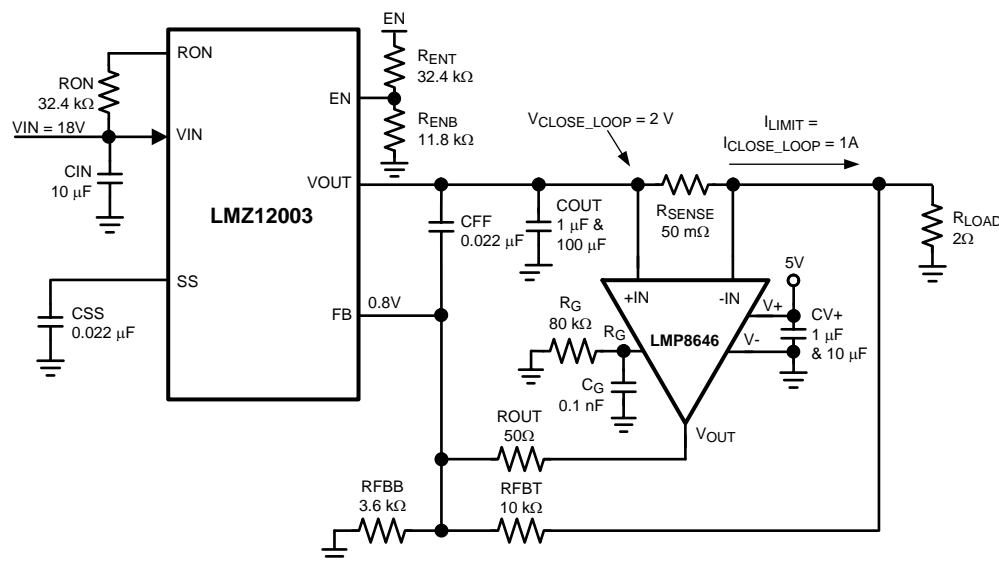 EN
RENT
32.4 kΩ
RON
RON
32.4 kΩ
VIN = 18V
VIN
CIN
10 μF
EN
RENB
11.8 kΩ
VCLOSE_LOOP = 2 V
ILIMIT =
ICLOSE_LOOP = 1A
VOUT
LMZ12003
CFF
0.022 μF
COUT
1 μF &
100 μF
RSENSE
50 mΩ
RLOAD
2Ω
SS
CSS
0.022 μF
FB
0.8V
+IN
-IN
5V
RG
80 kΩ
RG
LMP8646
V+
V-
CV+
1 μF
& 10 μF
CG
0.1 nF
ROUT
50Ω
VOUT
RFBB
3.6 kΩ
RFBT
10 kΩ